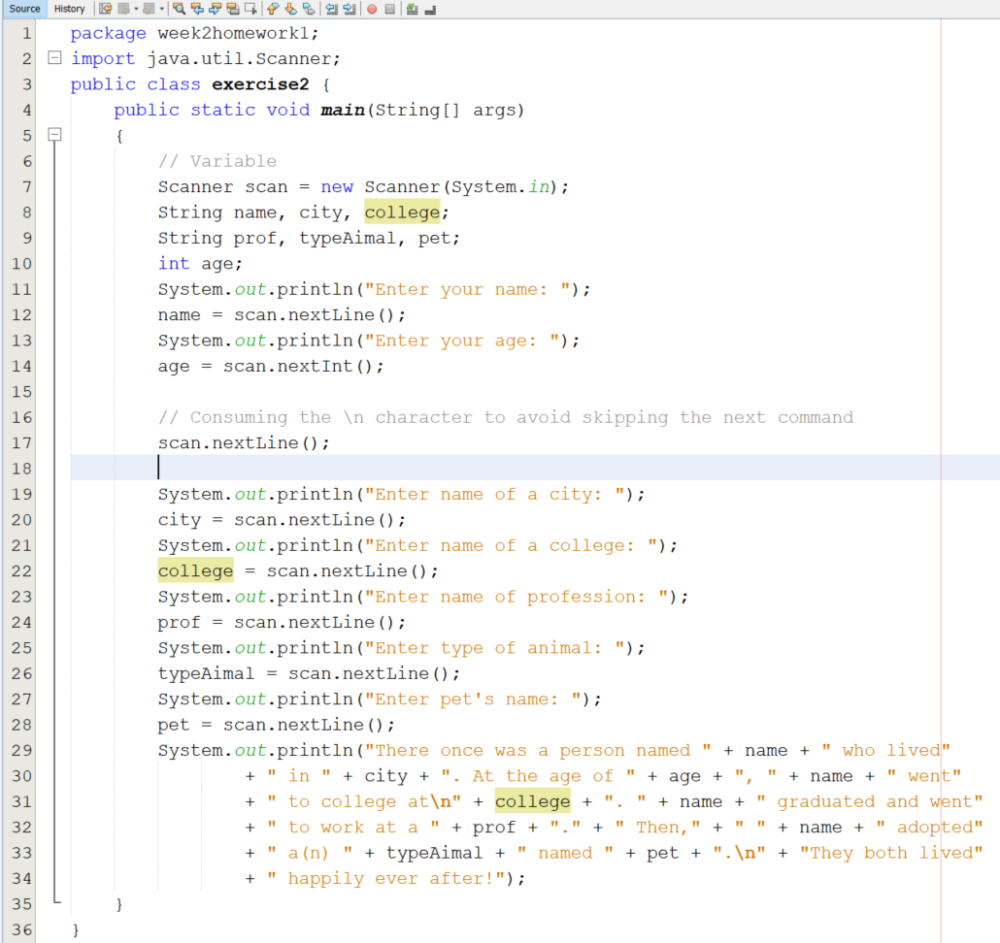 Source History
1 package week2homework1;
2 import java.util.Scanner;
3 public class exercise2 {
4     public static void main(String[] args)
5     {
6         // Variable
7         Scanner scan = new Scanner(System.in);
8         String name, city, college;
9         String prof, typeAimal, pet;
10         int age;
11         System.out.println("Enter your name: ");
12         name = scan.nextLine();
13         System.out.println("Enter your age: ");
14         age = scan.nextInt();
15
16         // Consuming the \n character to avoid skipping the next command
17         scan.nextLine();
18
19         System.out.println("Enter name of a city: ");
20         city = scan.nextLine();
21         System.out.println("Enter name of a college: ");
22         college = scan.nextLine();
23         System.out.println("Enter name of profession: ");
24         prof = scan.nextLine();
25         System.out.println("Enter type of animal: ");
26         typeAimal = scan.nextLine();
27         System.out.println("Enter pet's name: ");
28         pet = scan.nextLine();
29         System.out.println("There once was a person named " + name + " who lived"
30                 + " in " + city + ". At the age of " + age + ", " + name + " went"
31                 + " to college at\n" + college + ". " + name + " graduated and went"
32                 + " to work at a " + prof + "." + " Then," + " " + name + " adopted"
33                 + " a(n) " + typeAimal + " named " + pet + ".\n" + "They both lived"
34                 + " happily ever after!");
35     }
36 }